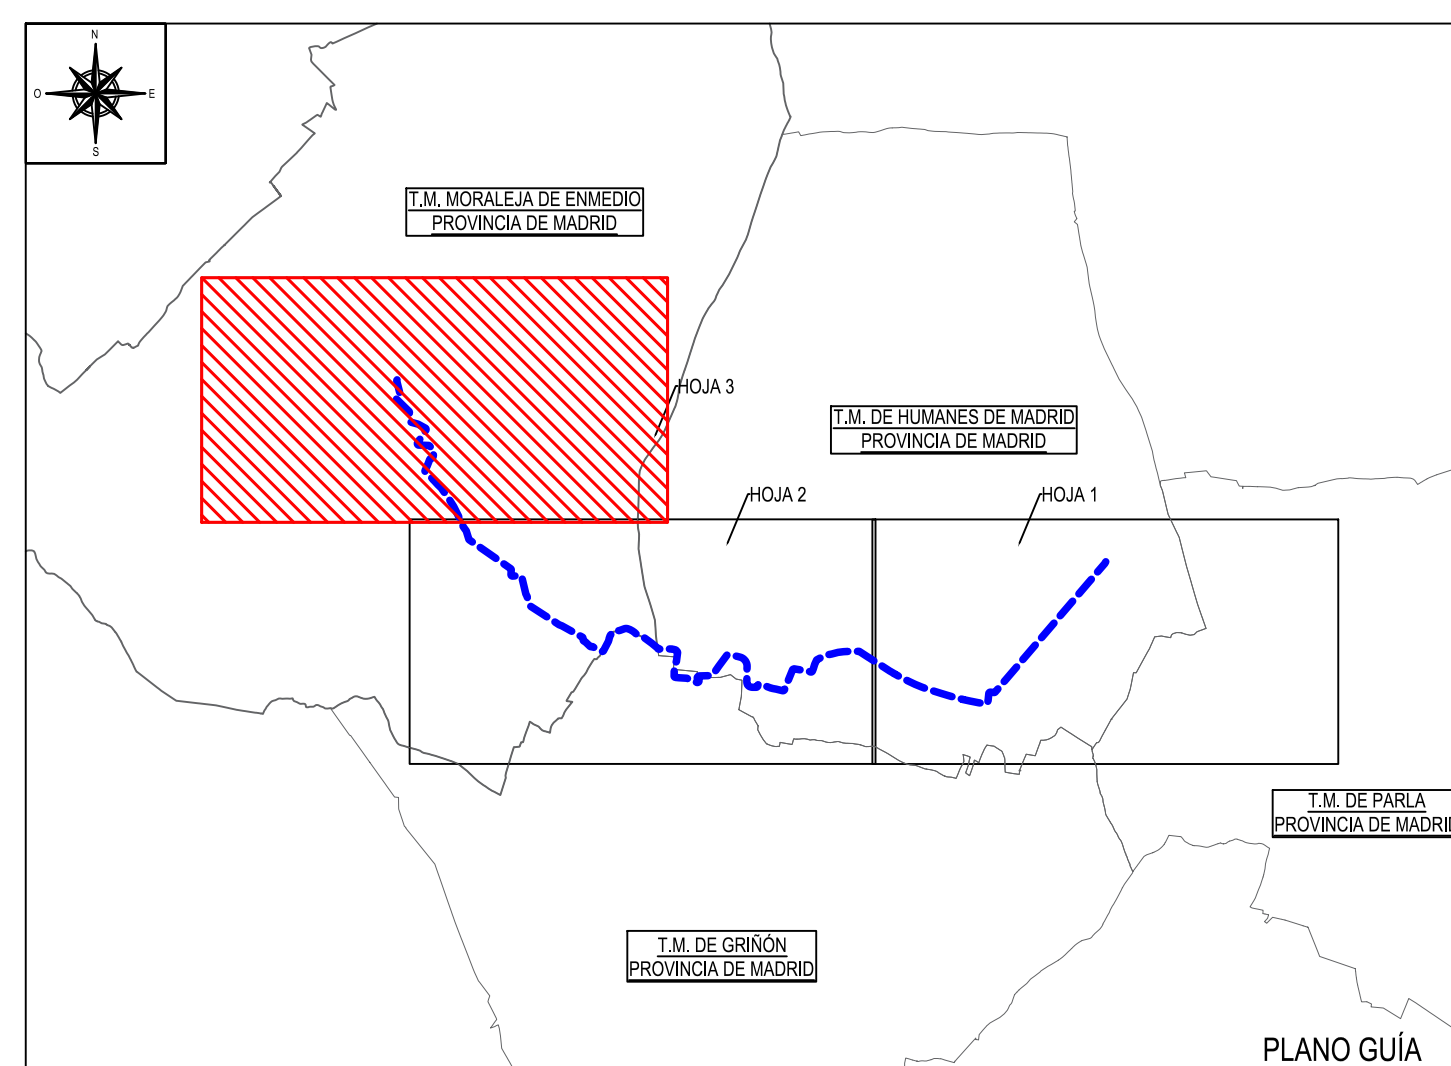 N
O
E
S
T.M. MORALEJA DE ENMEDIO
PROVINCIA DE MADRID
HOJA 3
T.M. DE HUMANES DE MADRID
PROVINCIA DE MADRID
HOJA 2
HOJA 1
T.M. DE PARLA
PROVINCIA DE MADRID
T.M. DE GRIÑÓN
PROVINCIA DE MADRID
PLANO GUÍA